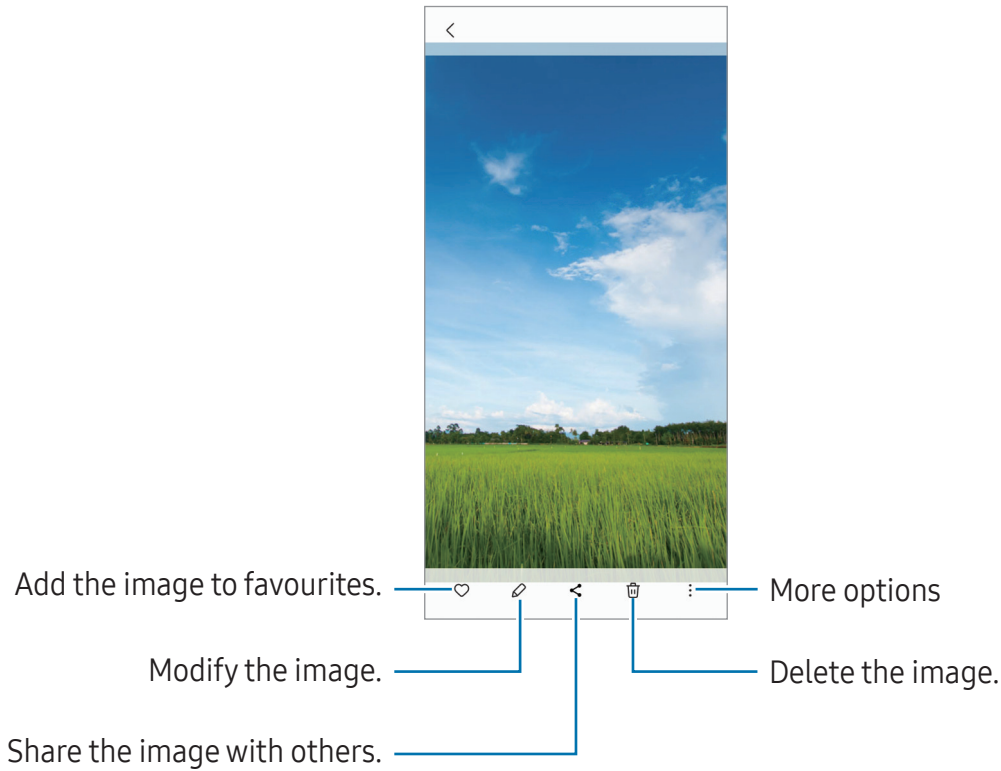 Add the image to favourites.
More options
Modify the image.
Delete the image.
Share the image with others.